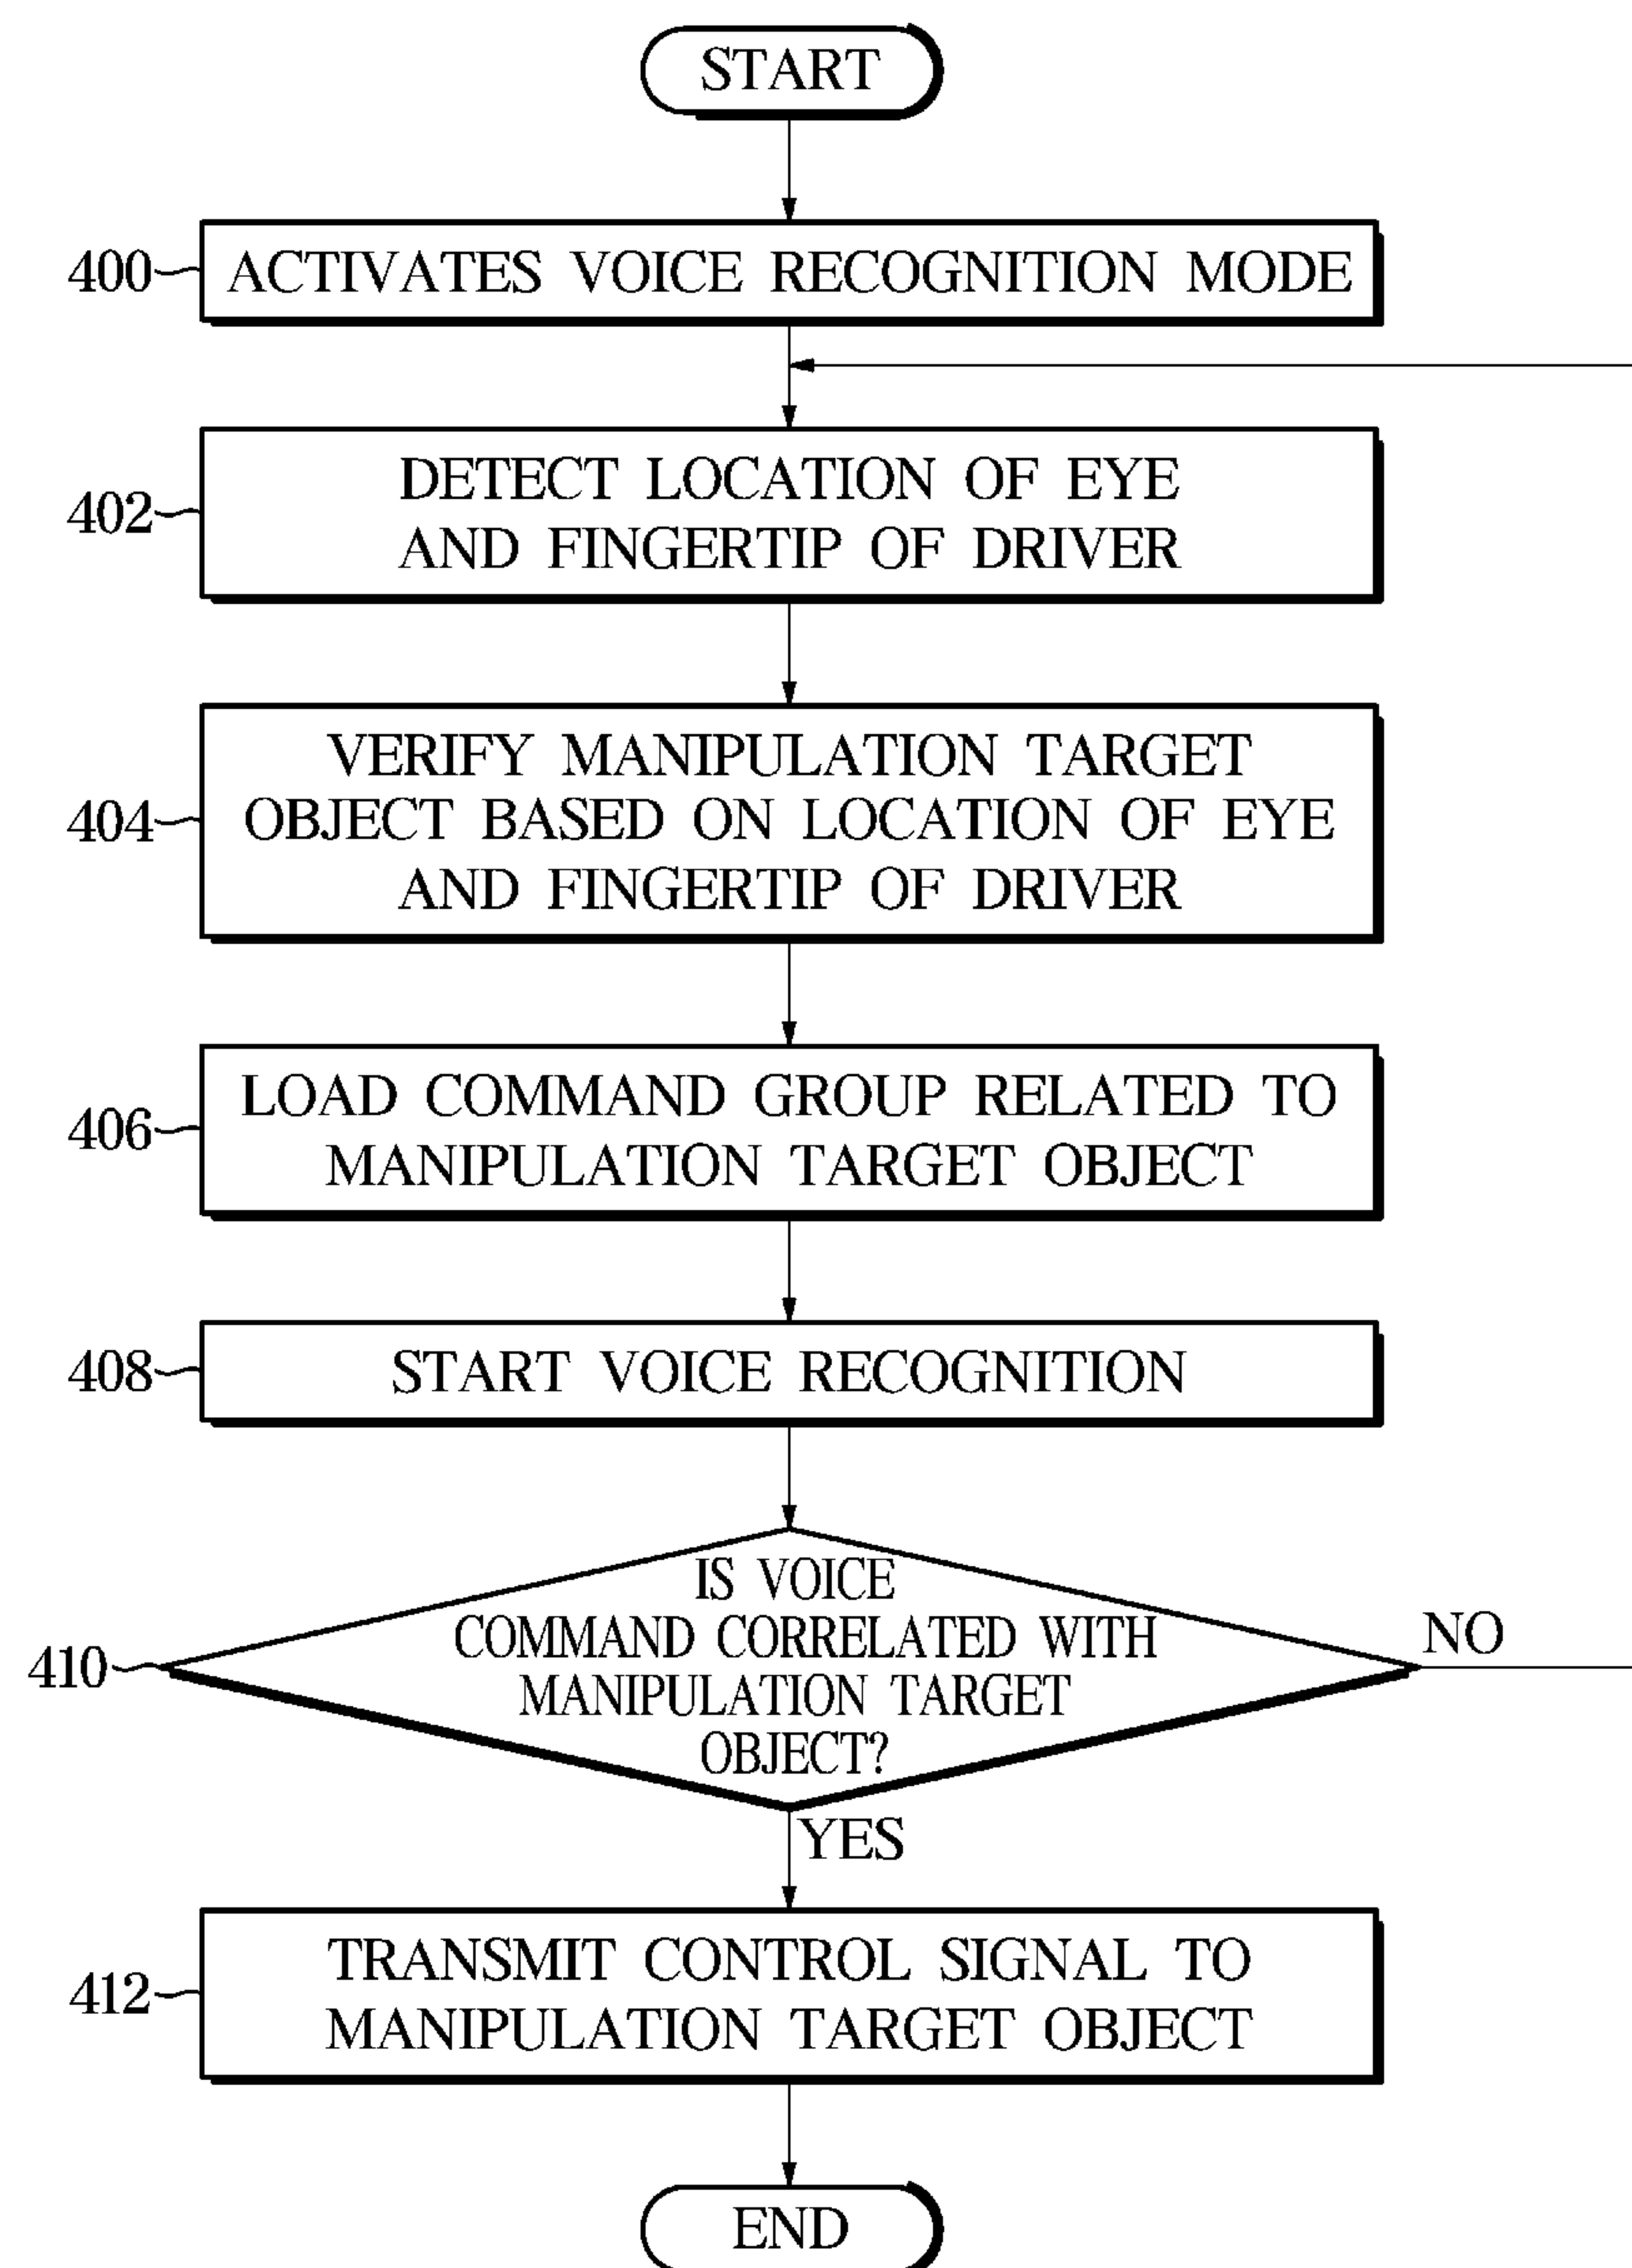 START
400
ACTIVATES VOICE RECOGNITION MODE
402
DETECT LOCATION OF EYE
AND FINGERTIP OF DRIVER
404
VERIFY MANIPULATION TARGET
OBJECT BASED ON LOCATION OF EYE
AND FINGERTIP OF DRIVER
406
LOAD COMMAND GROUP RELATED TO
MANIPULATION TARGET OBJECT
408
START VOICE RECOGNITION
410
IS VOICE
COMMAND CORRELATED WITH
MANIPULATION TARGET
OBJECT?
NO
YES
412
TRANSMIT CONTROL SIGNAL TO
MANIPULATION TARGET OBJECT
END